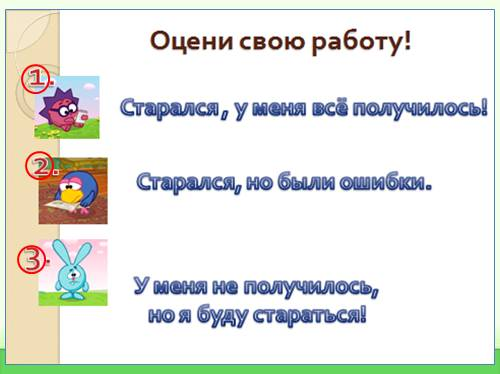 Оцени свою работу!
1.
Старался , у меня всё получилось!
2.
Старался, но были ошибки.
3.
У меня не получилось,
но я буду стараться!